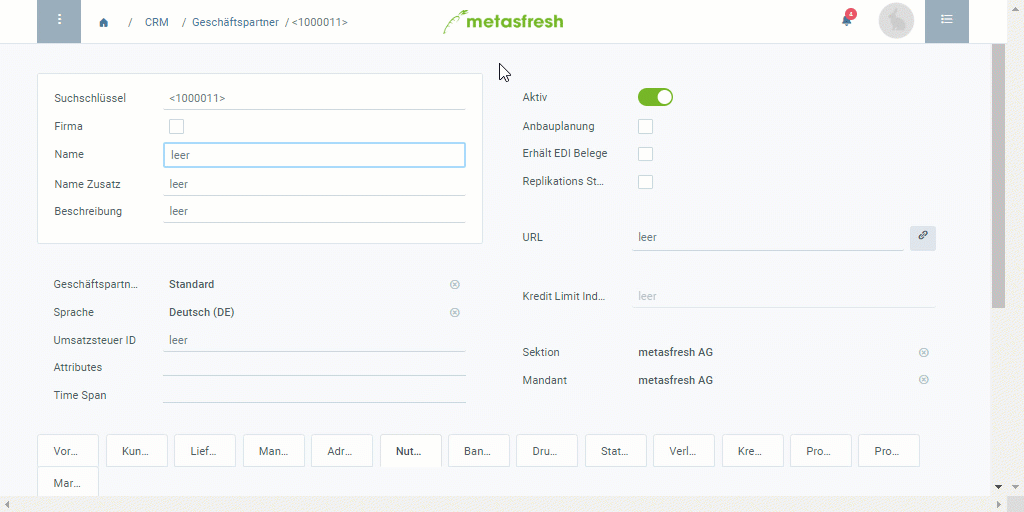 / CRM / Geschäftspartner / <1000011>
metasfresh
4
Suchschlüssel <1000011>
Firma
Name leer
Name Zusatz leer
Beschreibung leer
Aktiv
Anbauplanung
Erhält EDI Belege
Replikations St...
URL leer
Kredit Limit Ind... leer
Geschäftspartn... Standard
Sprache Deutsch (DE)
Umsatzsteuer ID leer
Attributes
Time Span
Sektion metasfresh AG
Mandant metasfresh AG
Vor... Kun... Lief... Man... Adr... Nut... Ban... Dru... Stat... Verl... Kre... Pro... Pro...
Mar...